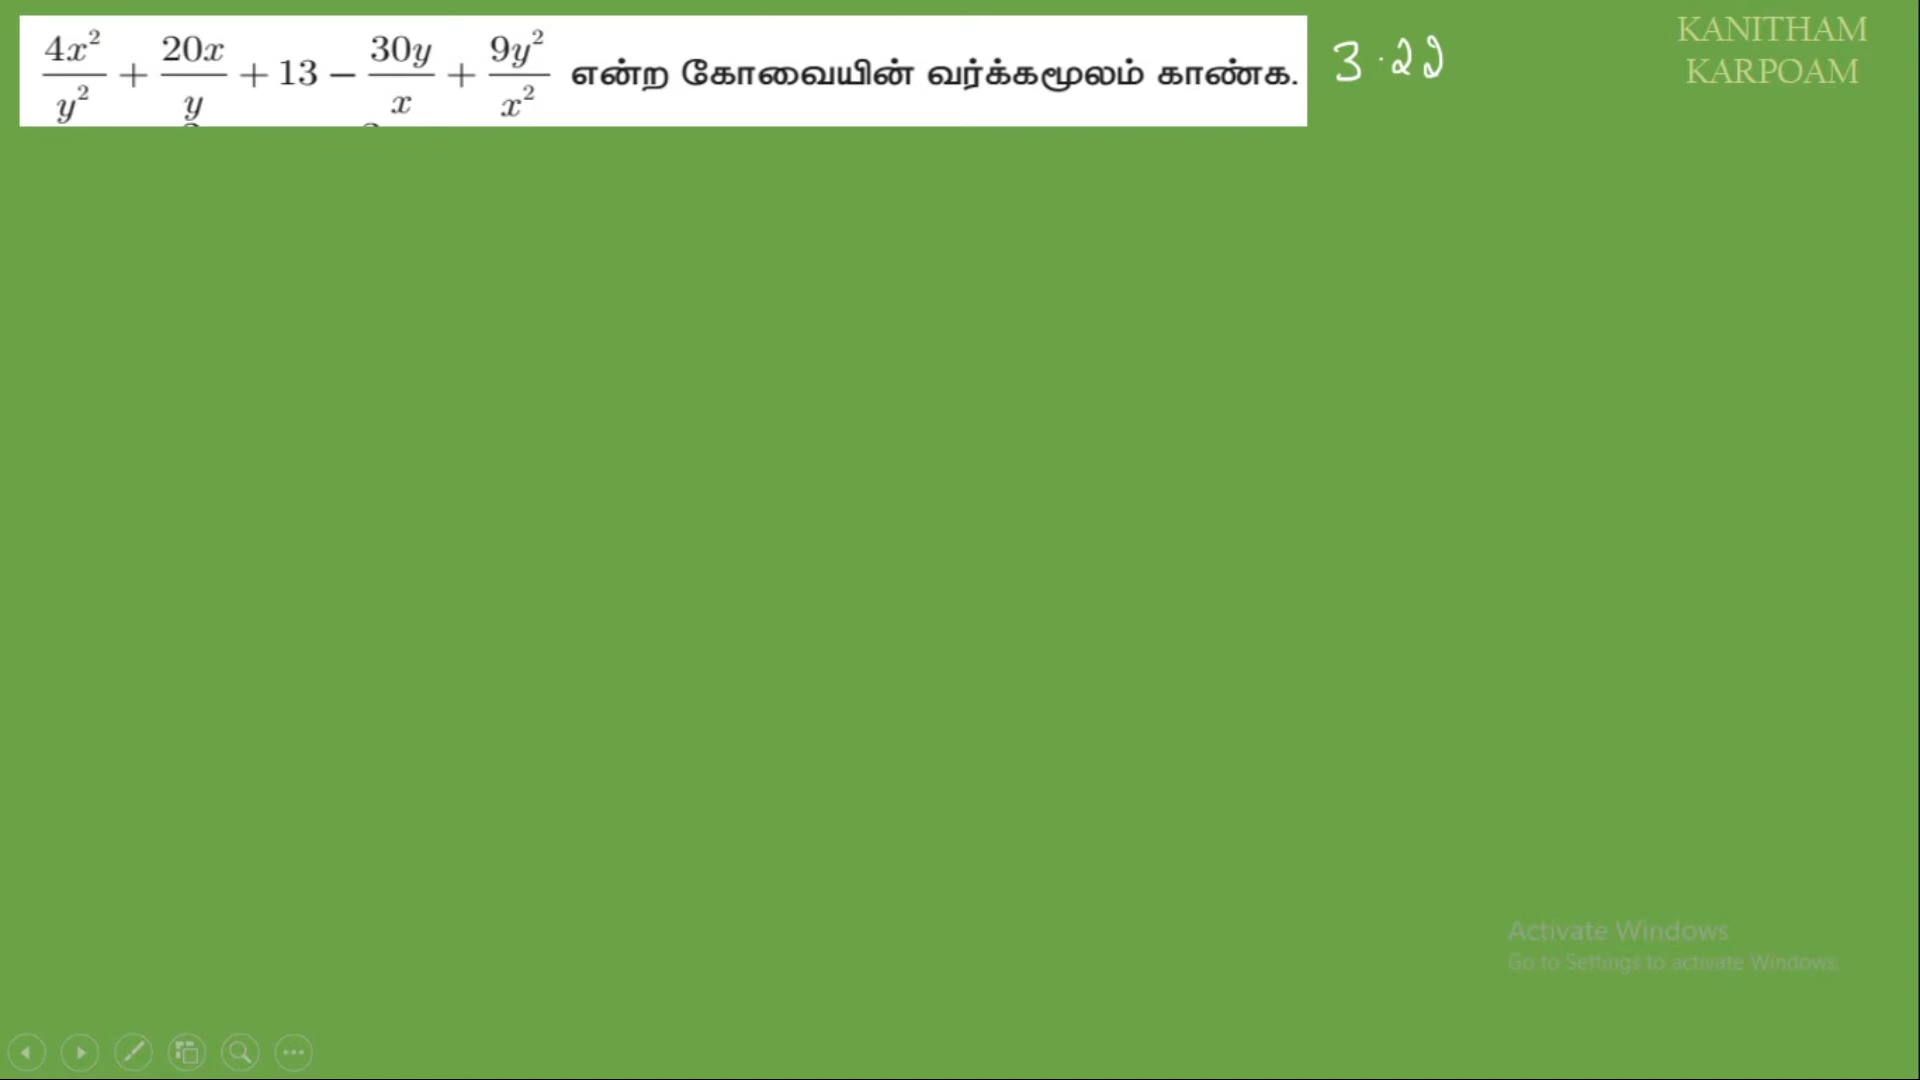 4x²/y² + 20x/y + 13 − 30y/x + 9y²/x² என்ற கோவையின் வர்க்கமூலம் காண்க. 3.22
KANITHAM
KARPOAM
Activate Windows
Go to Settings to activate Windows.